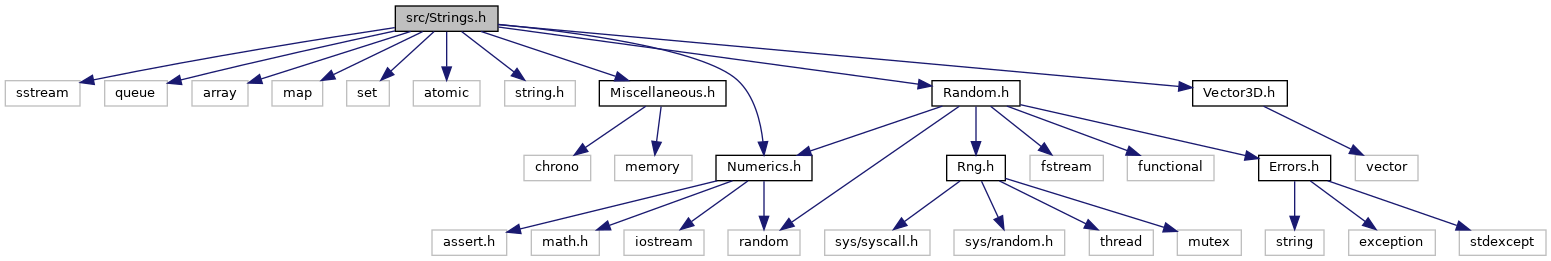 src/Strings.h
sstream
queue
array
map
set
atomic
string.h
Miscellaneous.h
Random.h
Vector3D.h
chrono
memory
Numerics.h
Rng.h
fstream
functional
Errors.h
vector
assert.h
math.h
iostream
random
sys/syscall.h
sys/random.h
thread
mutex
string
exception
stdexcept